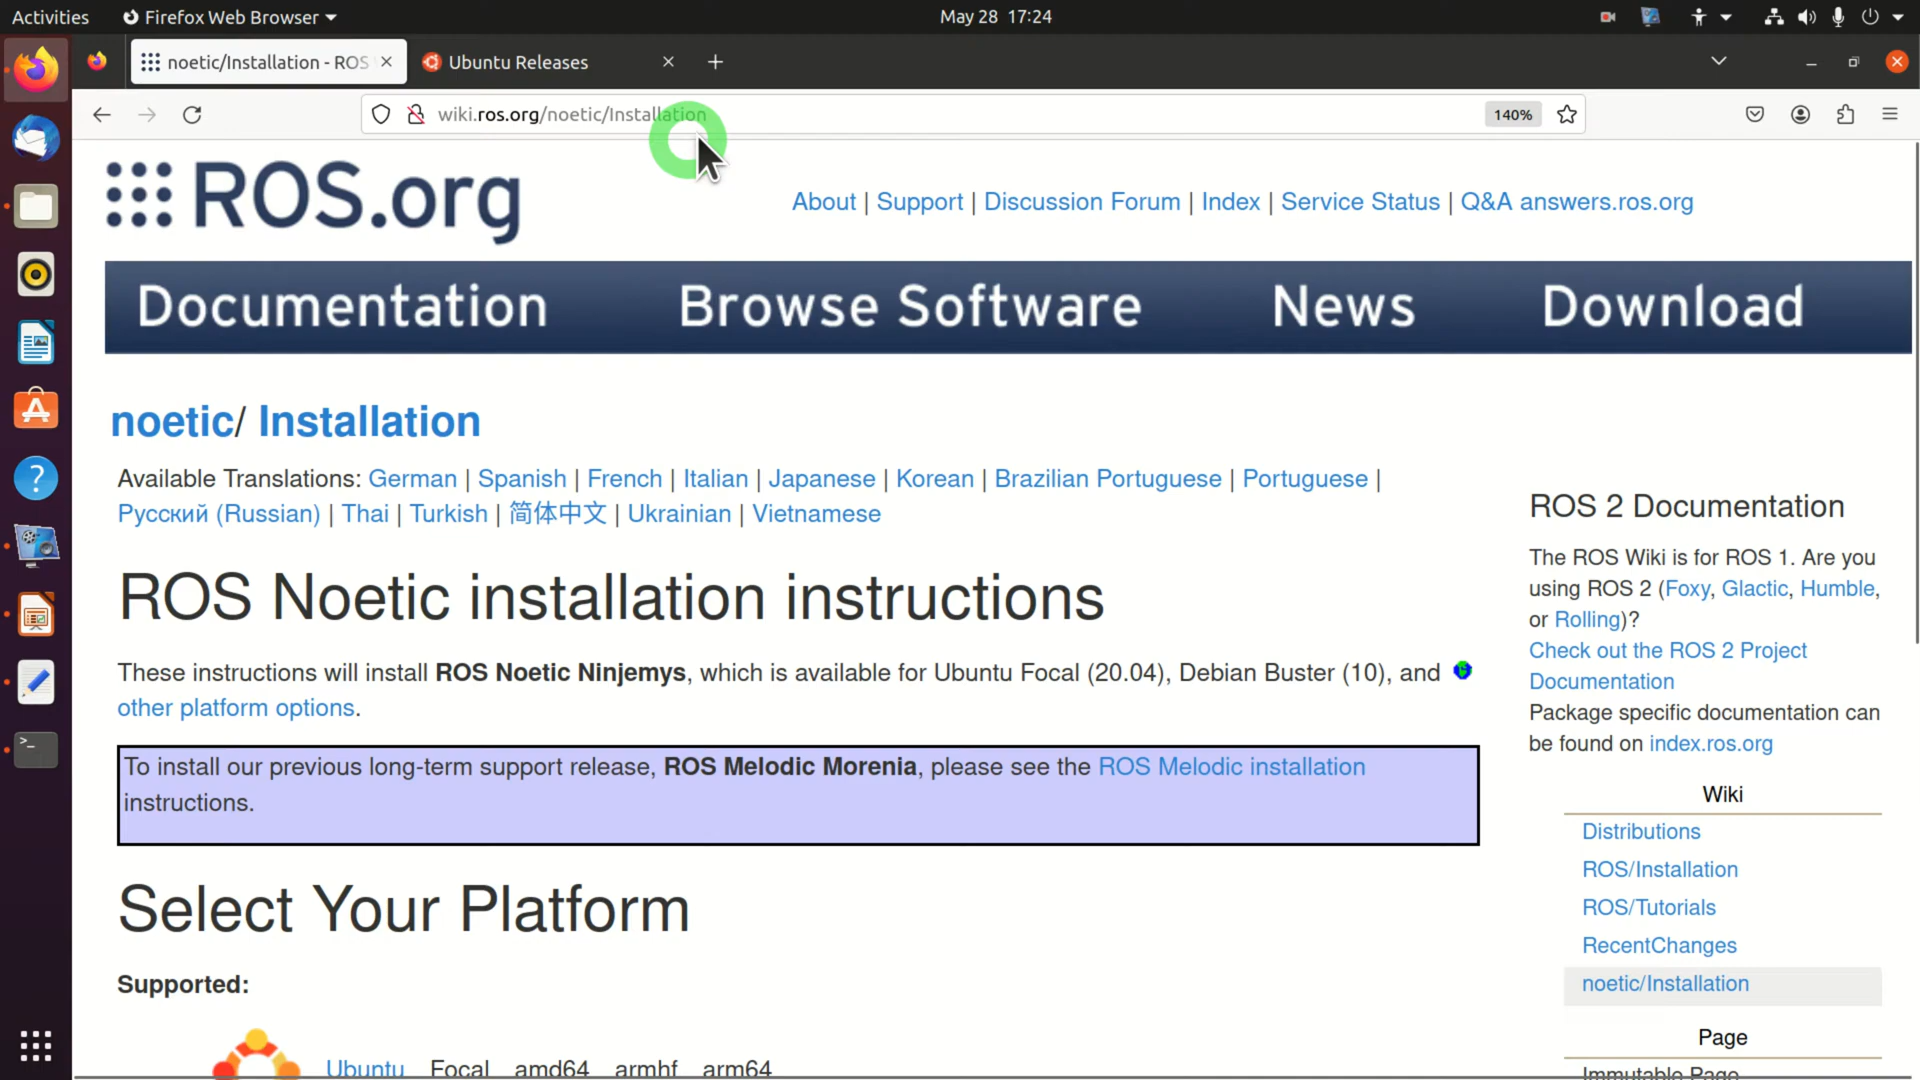 Activities
Firefox Web Browser
May 28 17:24
noetic/Installation - ROS
Ubuntu Releases
wiki.ros.org/noetic/Installation
140%
ROS.org
About | Support | Discussion Forum | Index | Service Status | Q&A answers.ros.org
Documentation
Browse Software
News
Download
noetic/ Installation
Available Translations: German | Spanish | French | Italian | Japanese | Korean | Brazilian Portuguese | Portuguese |
Русский (Russian) | Thai | Turkish | 简体中文 | Ukrainian | Vietnamese
ROS Noetic installation instructions
These instructions will install ROS Noetic Ninjemys, which is available for Ubuntu Focal (20.04), Debian Buster (10), and
other platform options.
To install our previous long-term support release, ROS Melodic Morenia, please see the ROS Melodic installation
instructions.
Select Your Platform
Supported:
Ubuntu Focal amd64 armhf arm64
ROS 2 Documentation
The ROS Wiki is for ROS 1. Are you
using ROS 2 (Foxy, Glactic, Humble,
or Rolling)?
Check out the ROS 2 Project
Documentation
Package specific documentation can
be found on index.ros.org
Wiki
Distributions
ROS/Installation
ROS/Tutorials
RecentChanges
noetic/Installation
Page
Immutable Page